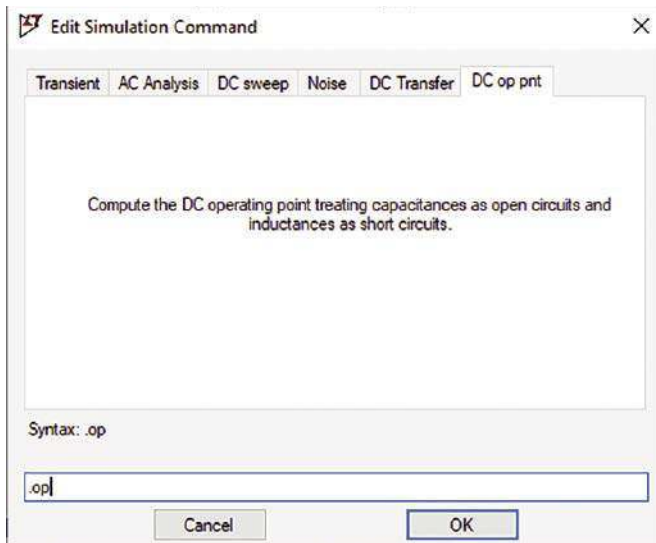 Edit Simulation Command
Transient AC Analysis DC sweep Noise DC Transfer DC op pnt
Compute the DC operating point treating capacitances as open circuits and
inductances as short circuits.
Syntax: .op
.op
Cancel OK